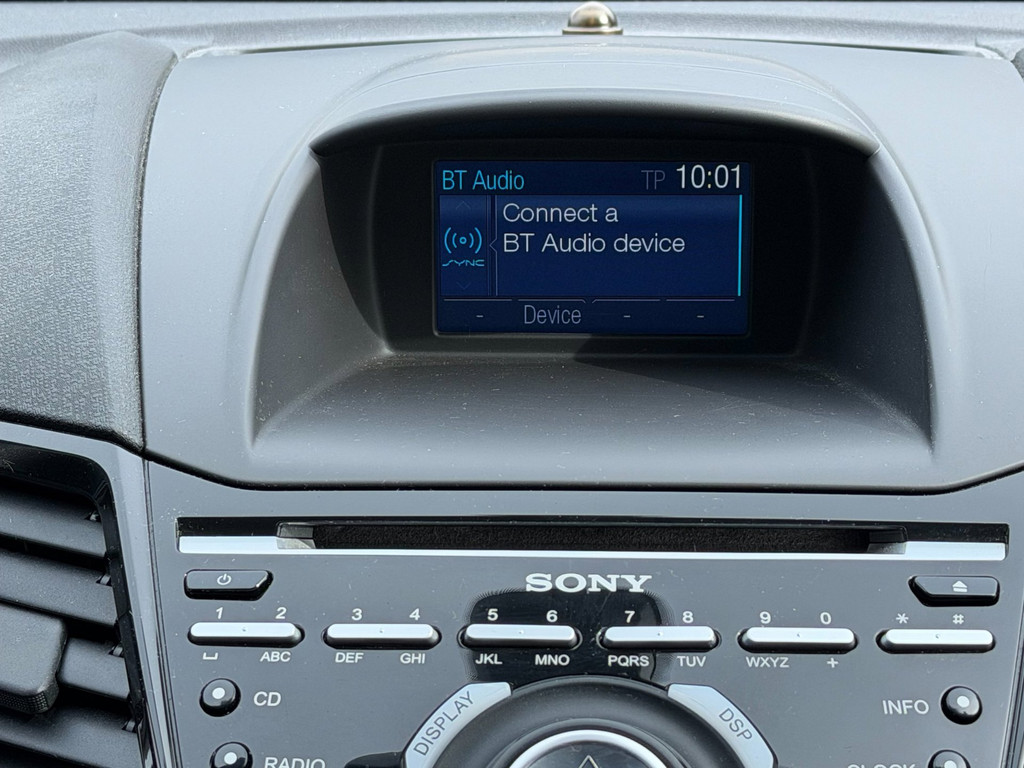 BT Audio TP 10:01
Connect a
BT Audio device
SYNC
- Device - -
SONY
1 2 3 4 5 6 7 8 9 0 * #
ABC DEF GHI JKL MNO PQRS TUV WXYZ +
CD DISPLAY DSP INFO
RADIO CLOCK